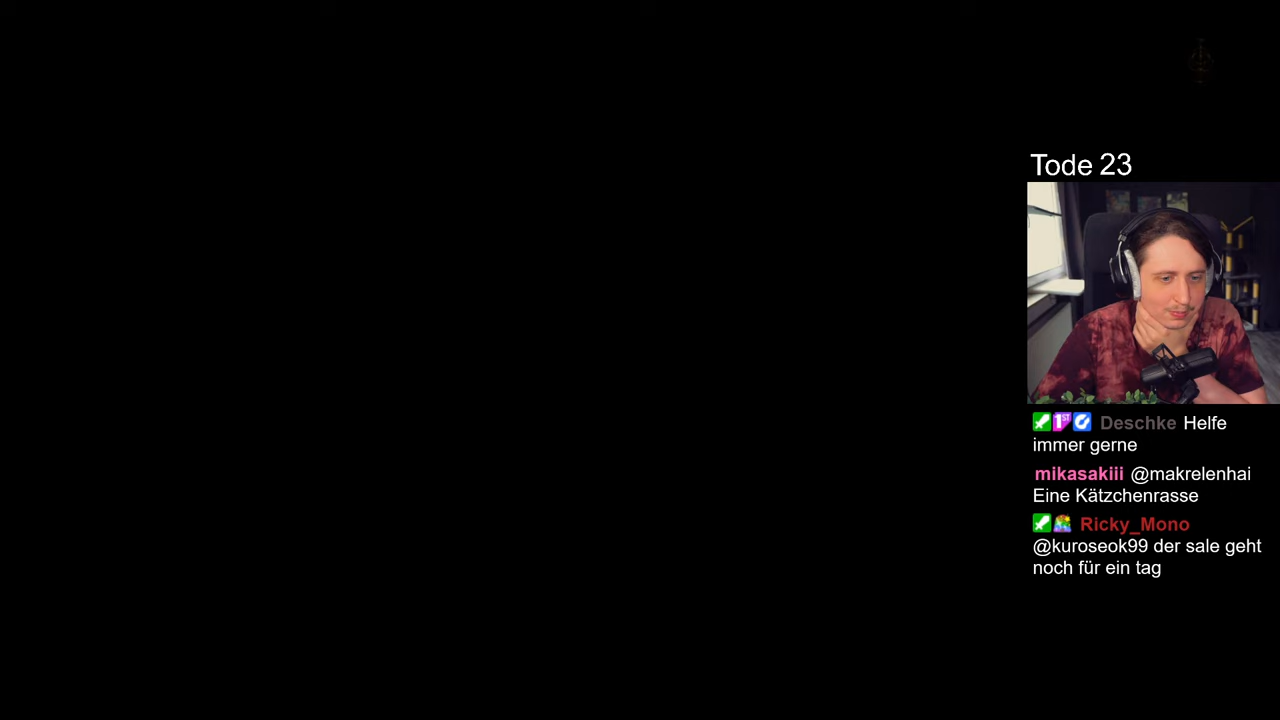 Tode 23
Deschke Helfe
immer gerne
mikasakiii @makrelenhai
Eine Kätzchenrasse
Ricky_Mono
@kuroseok99 der sale geht
noch für ein tag